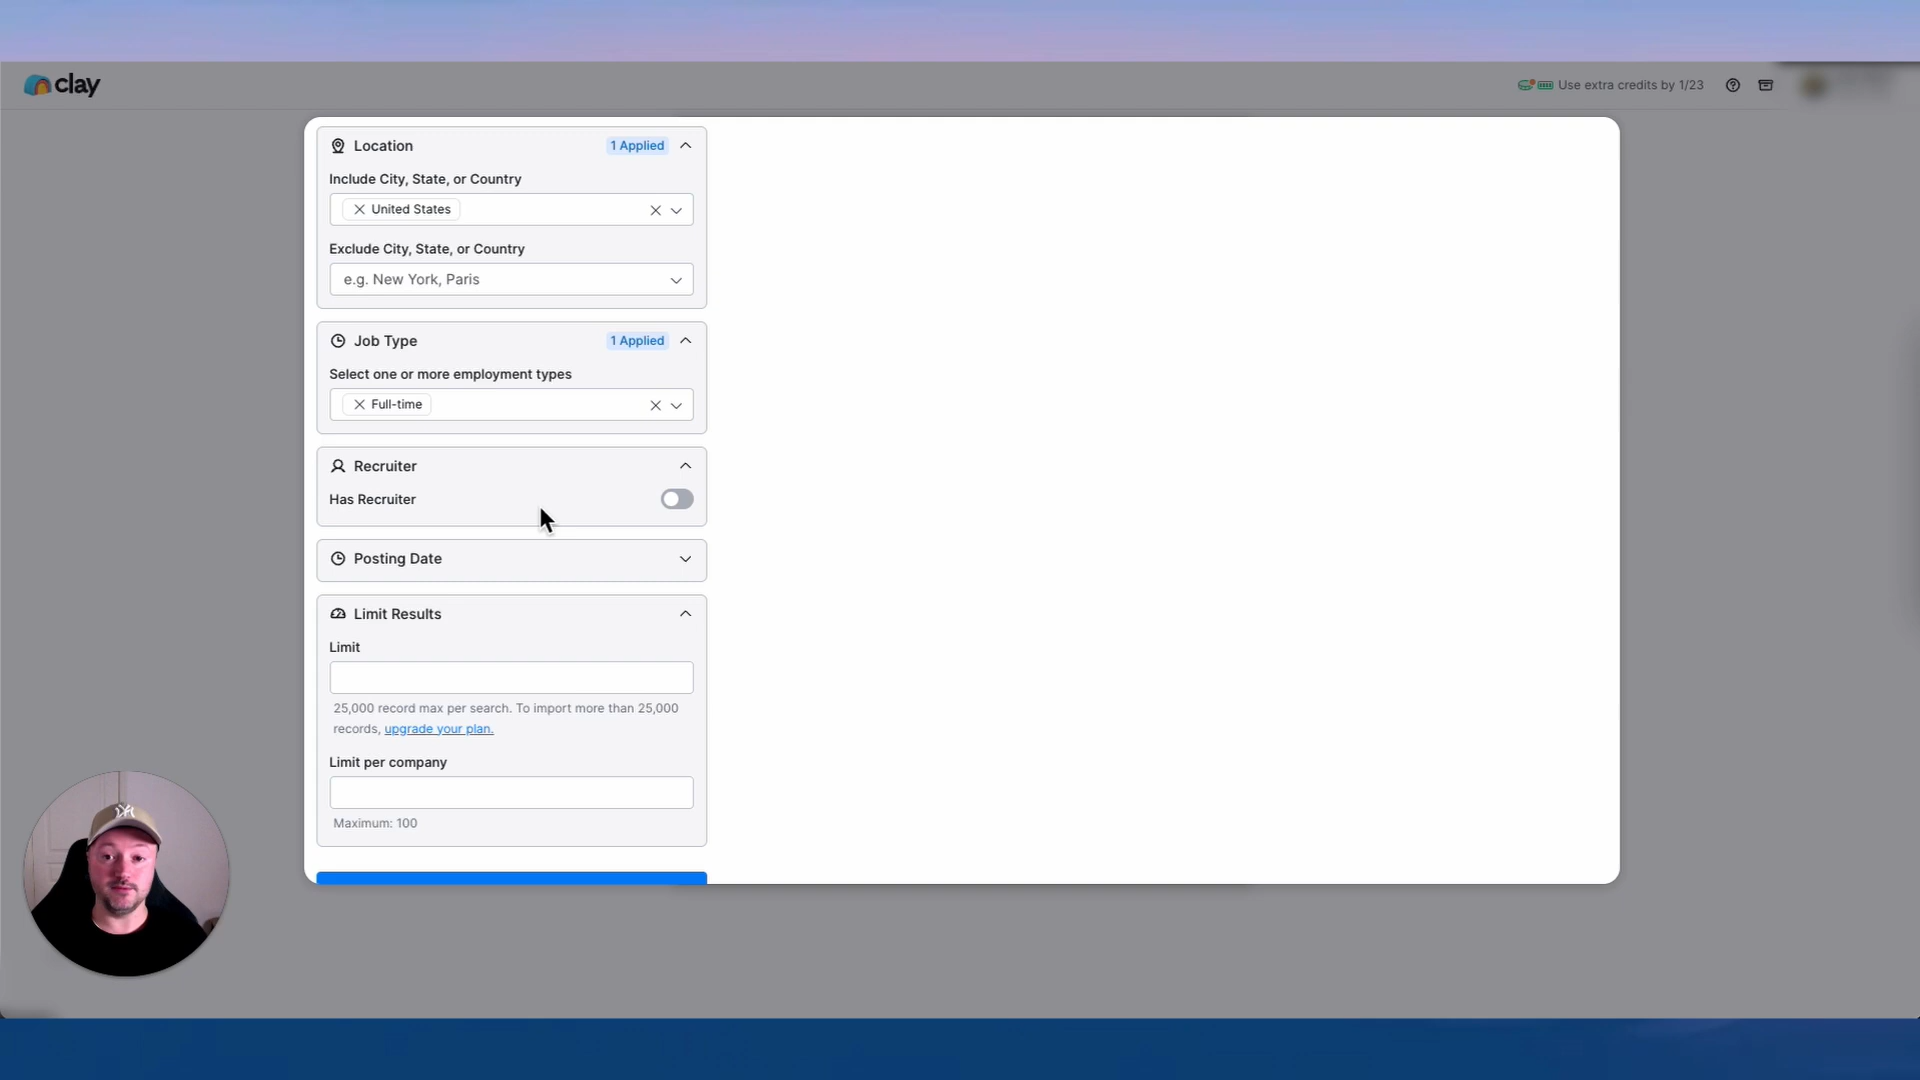 clay
Use extra credits by 1/23
Location
1 Applied
Include City, State, or Country
United States
Exclude City, State, or Country
e.g. New York, Paris
Job Type
1 Applied
Select one or more employment types
Full-time
Recruiter
Has Recruiter
Posting Date
Limit Results
Limit
25,000 record max per search. To import more than 25,000
records, upgrade your plan.
Limit per company
Maximum: 100